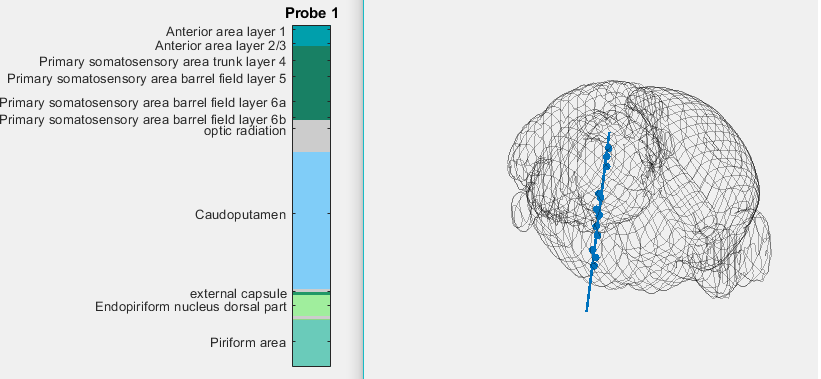 Probe 1
Anterior area layer 1
Anterior area layer 2/3
Primary somatosensory area trunk layer 4
Primary somatosensory area barrel field layer 5
Primary somatosensory area barrel field layer 6a
Primary somatosensory area barrel field layer 6b
optic radiation
Caudoputamen
external capsule
Endopiriform nucleus dorsal part
Piriform area